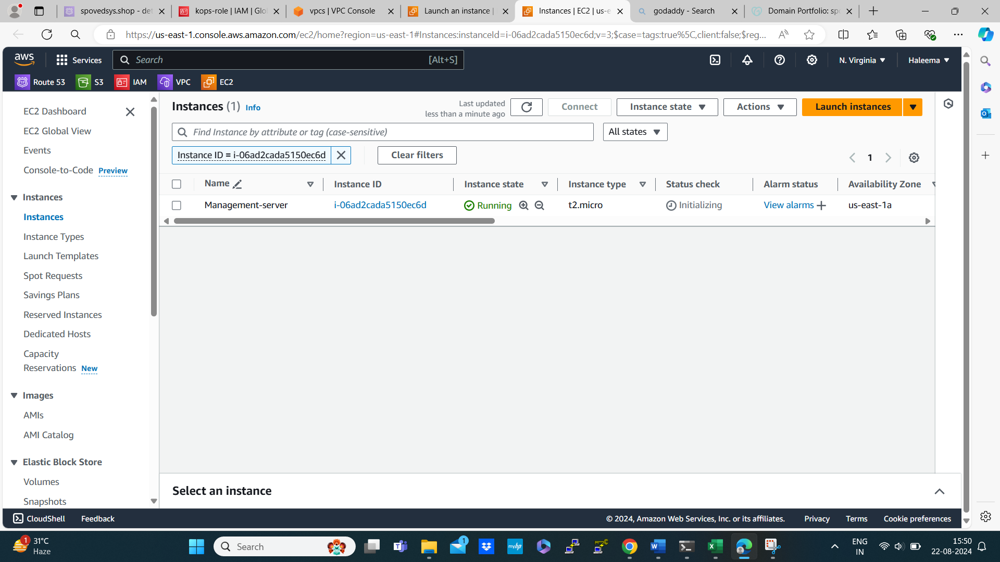 spovedsys.shop - det
kops-role | IAM | Glo
vpcs | VPC Console
Launch an instance |
Instances | EC2 | us-e
godaddy - Search
Domain Portfolio: sp
https://us-east-1.console.aws.amazon.com/ec2/home?region=us-east-1#Instances:instanceId=i-06ad2cada5150ec6d;v=3;$case=tags:true%5C,client:false;$reg...
aws
Services
Search
[Alt+S]
N. Virginia
Haleema
Route 53
S3
IAM
VPC
EC2
EC2 Dashboard
EC2 Global View
Events
Console-to-Code Preview
Instances
Instances
Instance Types
Launch Templates
Spot Requests
Savings Plans
Reserved Instances
Dedicated Hosts
Capacity
Reservations New
Images
AMIs
AMI Catalog
Elastic Block Store
Volumes
Snapshots
Instances (1) Info
Last updated
less than a minute ago
Connect
Instance state
Actions
Launch instances
Find Instance by attribute or tag (case-sensitive)
All states
Instance ID = i-06ad2cada5150ec6d
Clear filters
1
Name
Instance ID
Instance state
Instance type
Status check
Alarm status
Availability Zone
Management-server
i-06ad2cada5150ec6d
Running
t2.micro
Initializing
View alarms
us-east-1a
Select an instance
CloudShell
Feedback
© 2024, Amazon Web Services, Inc. or its affiliates.
Privacy
Terms
Cookie preferences
1
31°C
Haze
Search
1
myhp
ENG
IN
15:50
22-08-2024